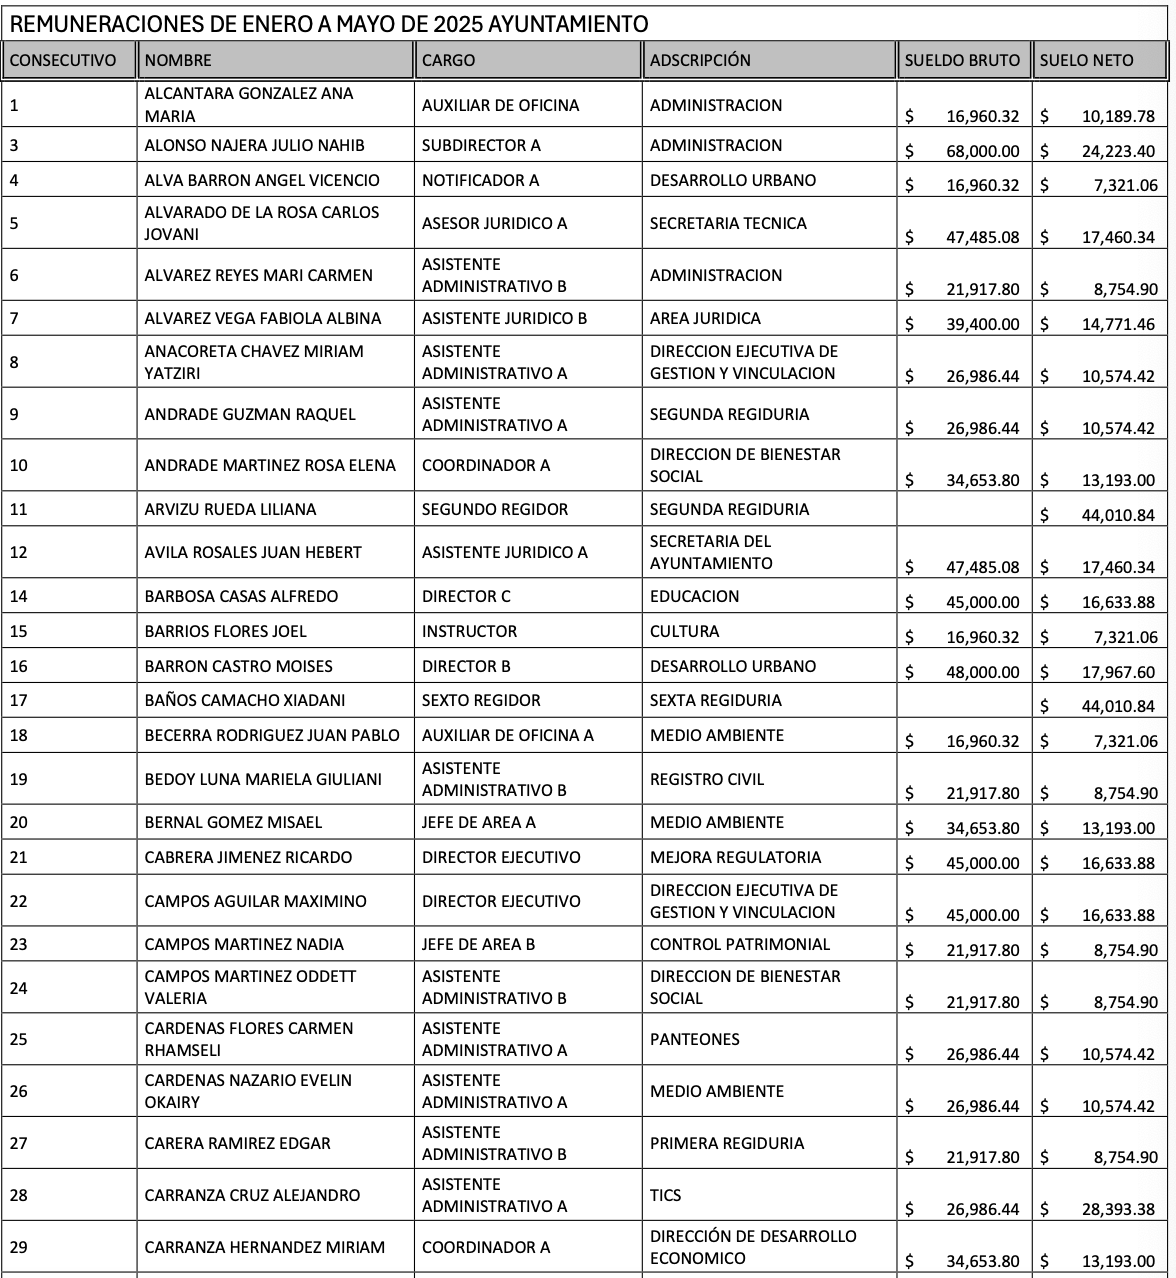 REMUNERACIONES DE ENERO A MAYO DE 2025 AYUNTAMIENTO
CONSECUTIVO NOMBRE CARGO ADSCRIPCIÓN SUELDO BRUTO SUELO NETO
1 ALCANTARA GONZALEZ ANA MARIA AUXILIAR DE OFICINA ADMINISTRACION $ 16,960.32 $ 10,189.78
3 ALONSO NAJERA JULIO NAHIB SUBDIRECTOR A ADMINISTRACION $ 68,000.00 $ 24,223.40
4 ALVA BARRON ANGEL VICENCIO NOTIFICADOR A DESARROLLO URBANO $ 16,960.32 $ 7,321.06
5 ALVARADO DE LA ROSA CARLOS JOVANI ASESOR JURIDICO A SECRETARIA TECNICA $ 47,485.08 $ 17,460.34
6 ALVAREZ REYES MARI CARMEN ASISTENTE ADMINISTRATIVO B ADMINISTRACION $ 21,917.80 $ 8,754.90
7 ALVAREZ VEGA FABIOLA ALBINA ASISTENTE JURIDICO B AREA JURIDICA $ 39,400.00 $ 14,771.46
8 ANACORETA CHAVEZ MIRIAM YATZIRI ASISTENTE ADMINISTRATIVO A DIRECCION EJECUTIVA DE GESTION Y VINCULACION $ 26,986.44 $ 10,574.42
9 ANDRADE GUZMAN RAQUEL ASISTENTE ADMINISTRATIVO A SEGUNDA REGIDURIA $ 26,986.44 $ 10,574.42
10 ANDRADE MARTINEZ ROSA ELENA COORDINADOR A DIRECCION DE BIENESTAR SOCIAL $ 34,653.80 $ 13,193.00
11 ARVIZU RUEDA LILIANA SEGUNDO REGIDOR SEGUNDA REGIDURIA $ 44,010.84
12 AVILA ROSALES JUAN HEBERT ASISTENTE JURIDICO A SECRETARIA DEL AYUNTAMIENTO $ 47,485.08 $ 17,460.34
14 BARBOSA CASAS ALFREDO DIRECTOR C EDUCACION $ 45,000.00 $ 16,633.88
15 BARRIOS FLORES JOEL INSTRUCTOR CULTURA $ 16,960.32 $ 7,321.06
16 BARRON CASTRO MOISES DIRECTOR B DESARROLLO URBANO $ 48,000.00 $ 17,967.60
17 BAÑOS CAMACHO XIADANI SEXTO REGIDOR SEXTA REGIDURIA $ 44,010.84
18 BECERRA RODRIGUEZ JUAN PABLO AUXILIAR DE OFICINA A MEDIO AMBIENTE $ 16,960.32 $ 7,321.06
19 BEDOY LUNA MARIELA GIULIANI ASISTENTE ADMINISTRATIVO B REGISTRO CIVIL $ 21,917.80 $ 8,754.90
20 BERNAL GOMEZ MISAEL JEFE DE AREA A MEDIO AMBIENTE $ 34,653.80 $ 13,193.00
21 CABRERA JIMENEZ RICARDO DIRECTOR EJECUTIVO MEJORA REGULATORIA $ 45,000.00 $ 16,633.88
22 CAMPOS AGUILAR MAXIMINO DIRECTOR EJECUTIVO DIRECCION EJECUTIVA DE GESTION Y VINCULACION $ 45,000.00 $ 16,633.88
23 CAMPOS MARTINEZ NADIA JEFE DE AREA B CONTROL PATRIMONIAL $ 21,917.80 $ 8,754.90
24 CAMPOS MARTINEZ ODDETT VALERIA ASISTENTE ADMINISTRATIVO B DIRECCION DE BIENESTAR SOCIAL $ 21,917.80 $ 8,754.90
25 CARDENAS FLORES CARMEN RHAMSELI ASISTENTE ADMINISTRATIVO A PANTEONES $ 26,986.44 $ 10,574.42
26 CARDENAS NAZARIO EVELIN OKAIRY ASISTENTE ADMINISTRATIVO A MEDIO AMBIENTE $ 26,986.44 $ 10,574.42
27 CARERA RAMIREZ EDGAR ASISTENTE ADMINISTRATIVO B PRIMERA REGIDURIA $ 21,917.80 $ 8,754.90
28 CARRANZA CRUZ ALEJANDRO ASISTENTE ADMINISTRATIVO A TICS $ 26,986.44 $ 28,393.38
29 CARRANZA HERNANDEZ MIRIAM COORDINADOR A DIRECCIÓN DE DESARROLLO ECONOMICO $ 34,653.80 $ 13,193.00